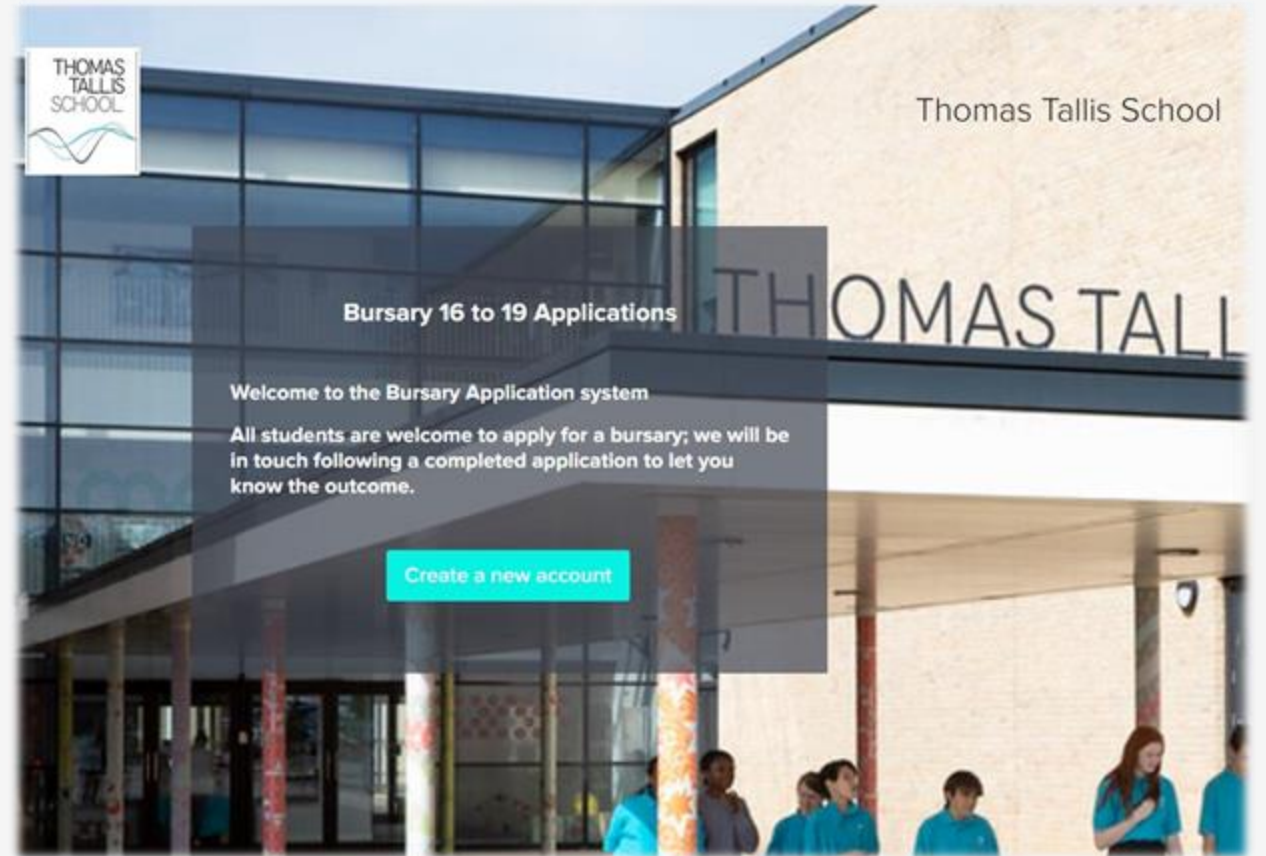 THOMAS
TALLIS
SCHOOL
Thomas Tallis School
THOMAS TALL
Bursary 16 to 19 Applications
Welcome to the Bursary Application system
All students are welcome to apply for a bursary; we will be
in touch following a completed application to let you
know the outcome.
Create a new account